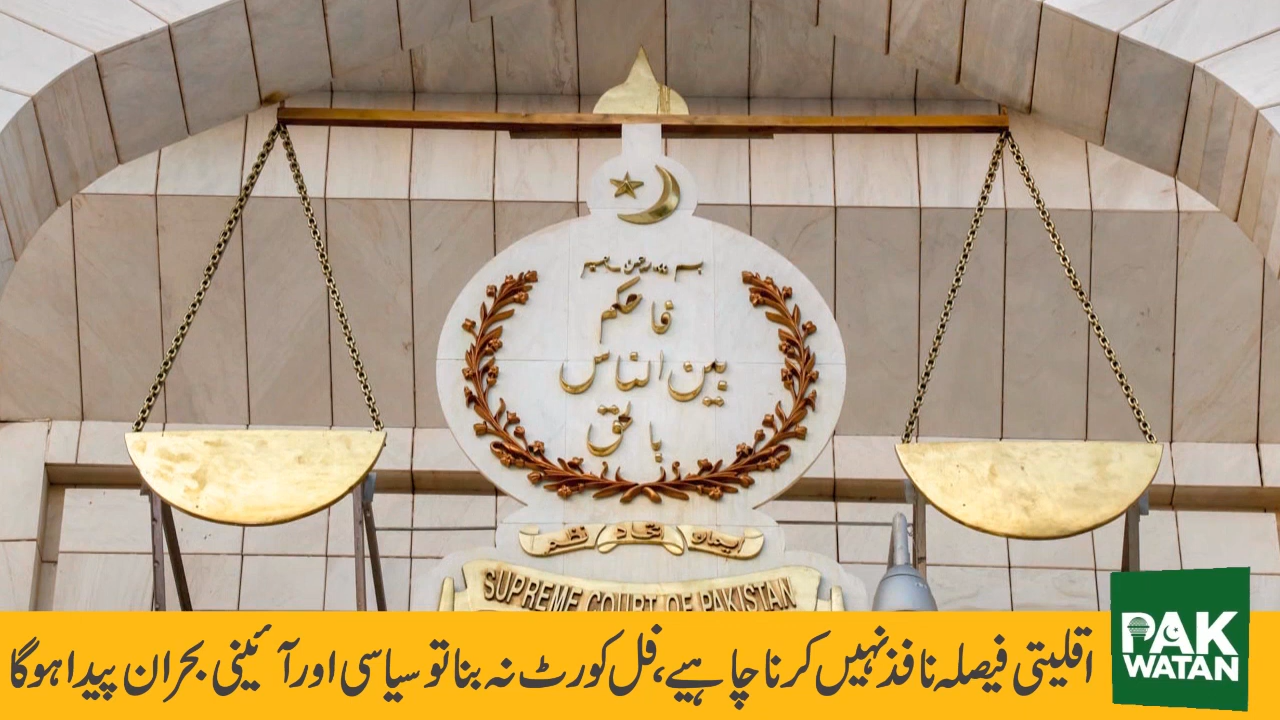 بسم اللہ الرحمن الرحیم
فاحکم
بین الناس
بالحق
ایمان اتحاد نظم
SUPREME COURT OF PAKISTAN
PAK
WATAN
اقلیتی فیصلہ نافذ نہیں کرنا چاہیے، فل کورٹ نہ بنا تو سیاسی اور آئینی بحران پیدا ہوگا